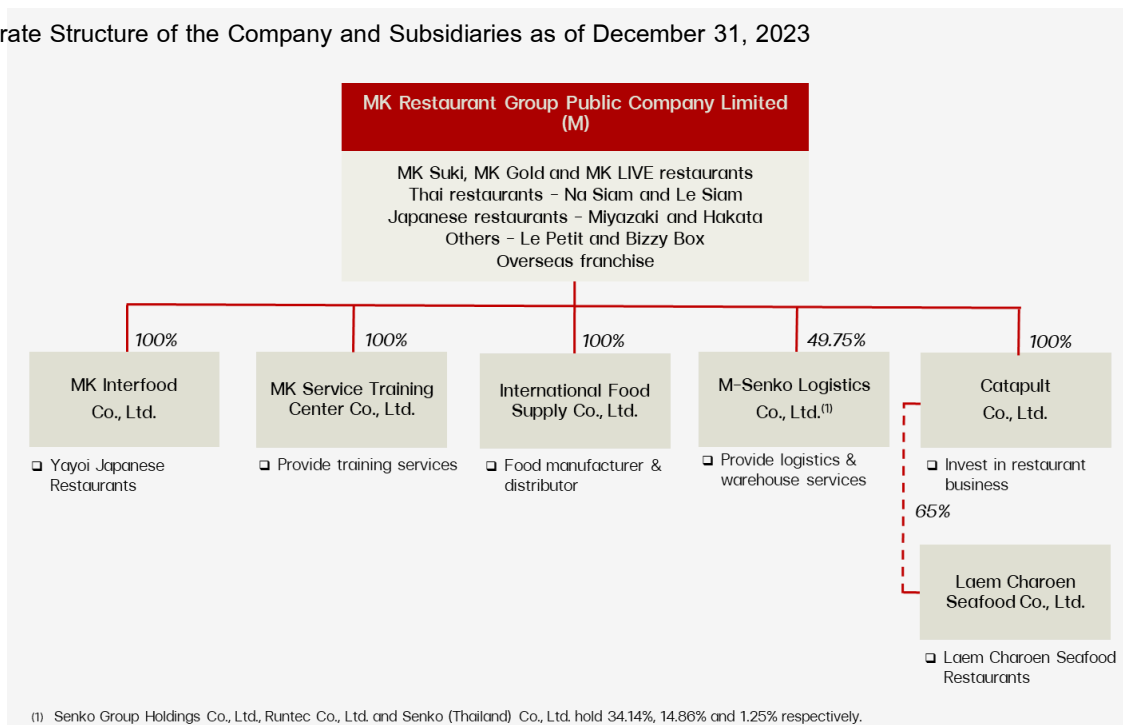 rate Structure of the Company and Subsidiaries as of December 31, 2023
MK Restaurant Group Public Company Limited
(M)
MK Suki, MK Gold and MK LIVE restaurants
Thai restaurants – Na Siam and Le Siam
Japanese restaurants – Miyazaki and Hakata
Others – Le Petit and Bizzy Box
Overseas franchise
100%
MK Interfood
Co., Ltd.
❑ Yayoi Japanese
Restaurants
100%
MK Service Training
Center Co., Ltd.
❑ Provide training services
100%
International Food
Supply Co., Ltd.
❑ Food manufacturer &
distributor
49.75%
M-Senko Logistics
Co., Ltd.(1)
❑ Provide logistics &
warehouse services
100%
Catapult
Co., Ltd.
❑ Invest in restaurant
business
65%
Laem Charoen
Seafood Co., Ltd.
❑ Laem Charoen Seafood
Restaurants
(1) Senko Group Holdings Co., Ltd., Runtec Co., Ltd. and Senko (Thailand) Co., Ltd. hold 34.14%, 14.86% and 1.25% respectively.